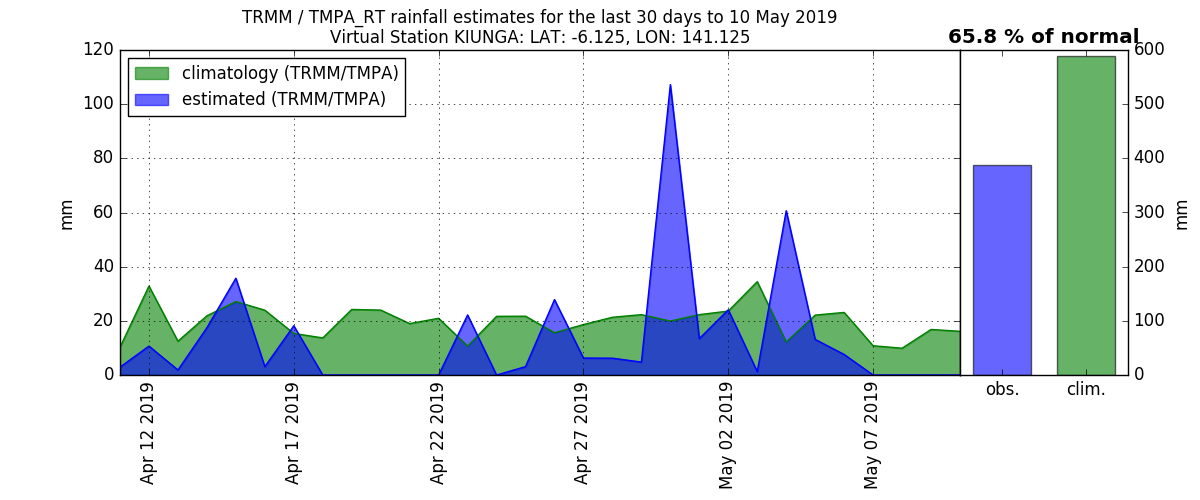 TRMM / TMPA_RT rainfall estimates for the last 30 days to 10 May 2019
Virtual Station KIUNGA: LAT: -6.125, LON: 141.125
65.8 % of normal
climatology (TRMM/TMPA)
estimated (TRMM/TMPA)
120
100
80
60
40
20
0
mm
Apr 12 2019
Apr 17 2019
Apr 22 2019
Apr 27 2019
May 02 2019
May 07 2019
600
500
400
300
200
100
0
mm
obs.
clim.